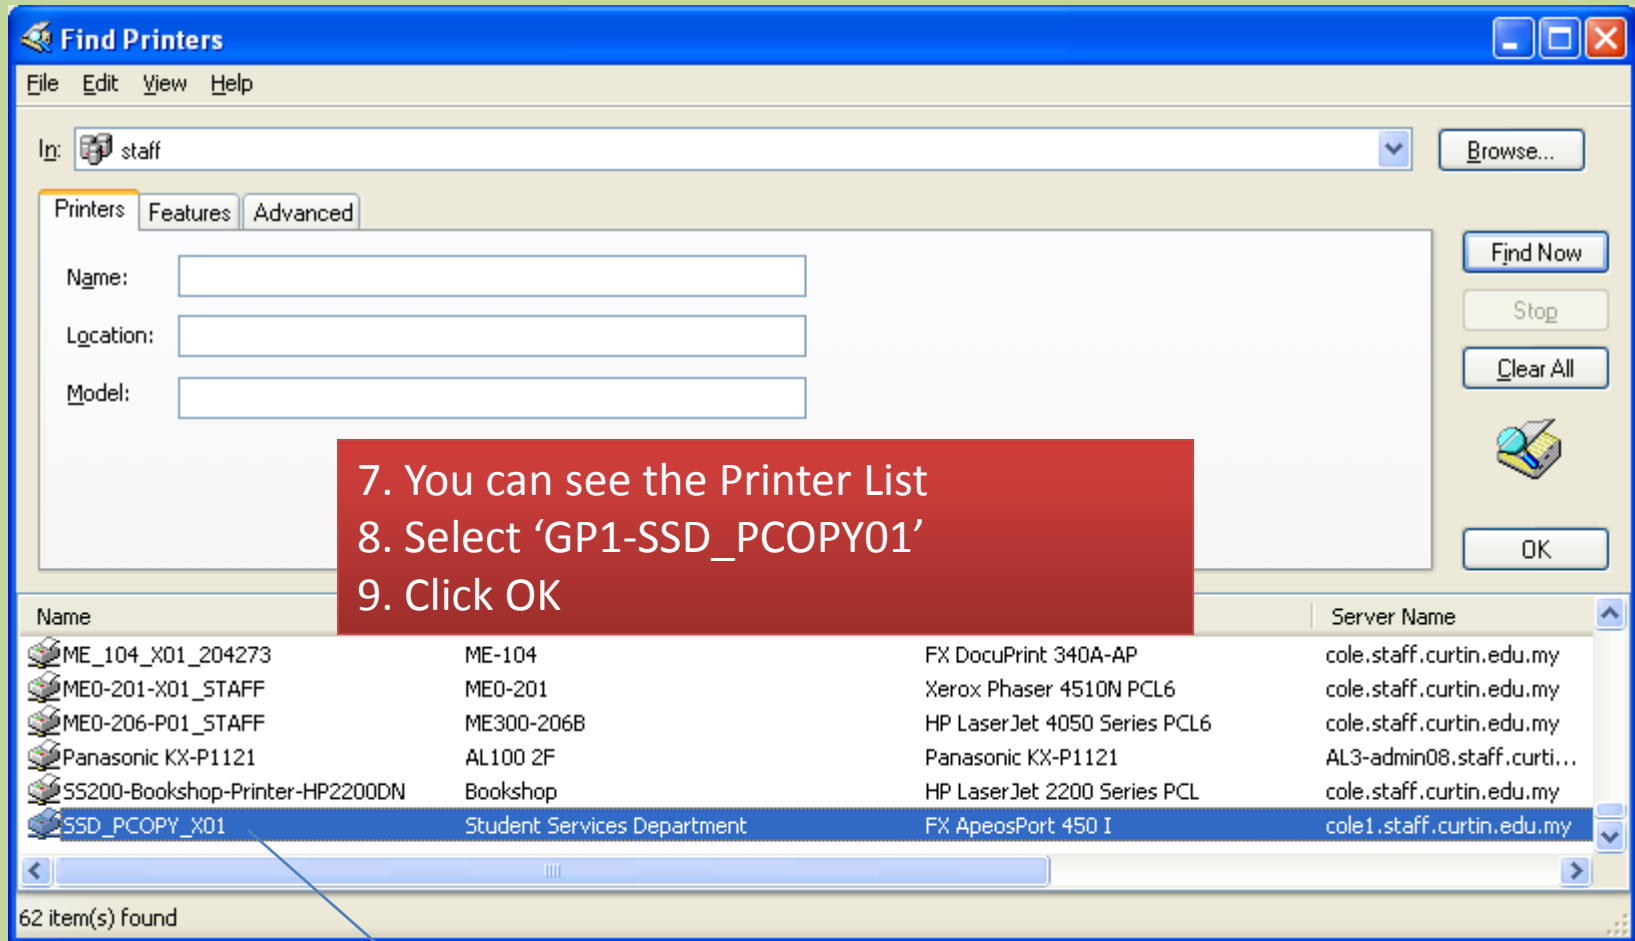 Find Printers
File Edit View Help
In: staff Browse...
Printers Features Advanced
Find Now
Name:
Stop
Location:
Clear All
Model:
7. You can see the Printer List
8. Select ‘GP1-SSD_PCOPY01’
OK
9. Click OK
Name Server Name
ME_104_X01_204273 ME-104 FX DocuPrint 340A-AP cole.staff.curtin.edu.my
ME0-201-X01_STAFF ME0-201 Xerox Phaser 4510N PCL6 cole.staff.curtin.edu.my
ME0-206-P01_STAFF ME300-206B HP LaserJet 4050 Series PCL6 cole.staff.curtin.edu.my
Panasonic KX-P1121 AL100 2F Panasonic KX-P1121 AL3-admin08.staff.curti...
SS200-Bookshop-Printer-HP2200DN Bookshop HP LaserJet 2200 Series PCL cole.staff.curtin.edu.my
SSD_PCOPY_X01 Student Services Department FX ApeosPort 450 I cole1.staff.curtin.edu.my
62 item(s) found